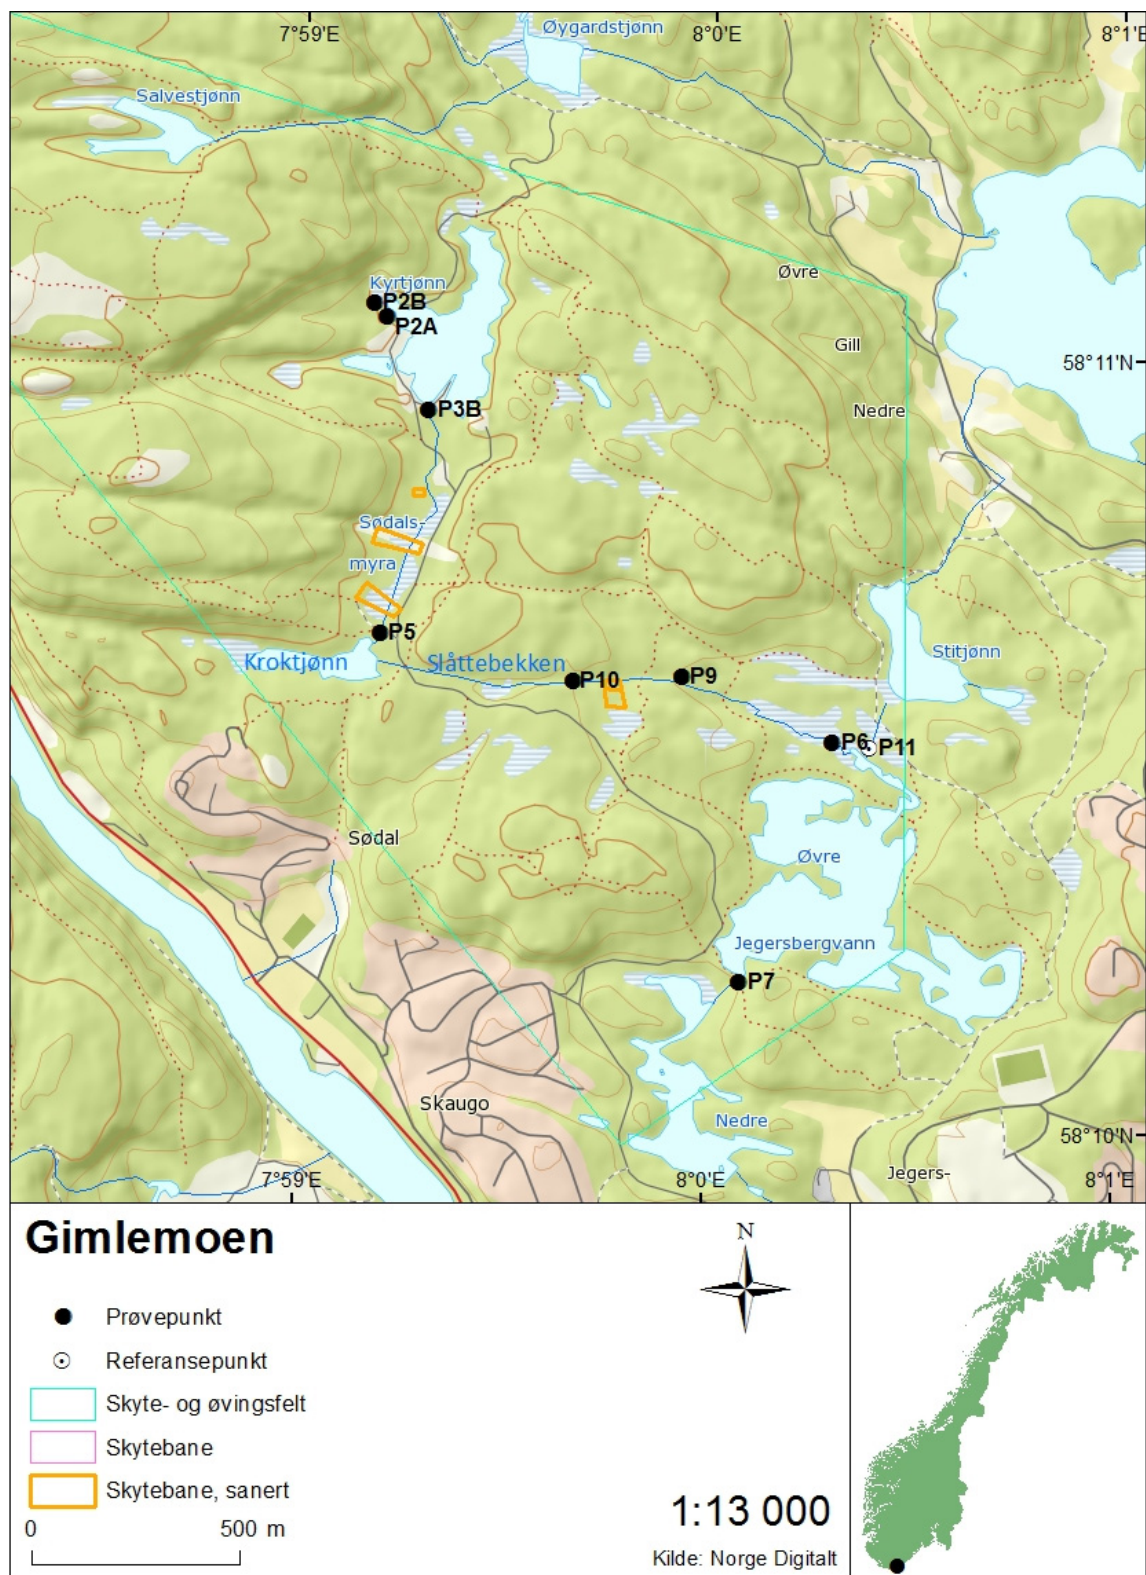 7°59'E
Øygardstjønn
8°0'E
8°1'E
Salvestjønn
Øvre
Kyrtjønn
P2B
P2A
Gill
58°11'N
P3B
Nedre
Sødals-
myra
P5
Kroktjønn
Slåttebekken
P10
P9
Stitjønn
P6
P11
Sødal
Øvre
Jegersbergvann
P7
Skaugo
Nedre
58°10'N
7°59'E
8°0'E
Jegers-
8°1'E
Gimlemoen
N
Prøvepunkt
Referansepunkt
Skyte- og øvingsfelt
Skytebane
Skytebane, sanert
0 500 m
1:13 000
Kilde: Norge Digitalt